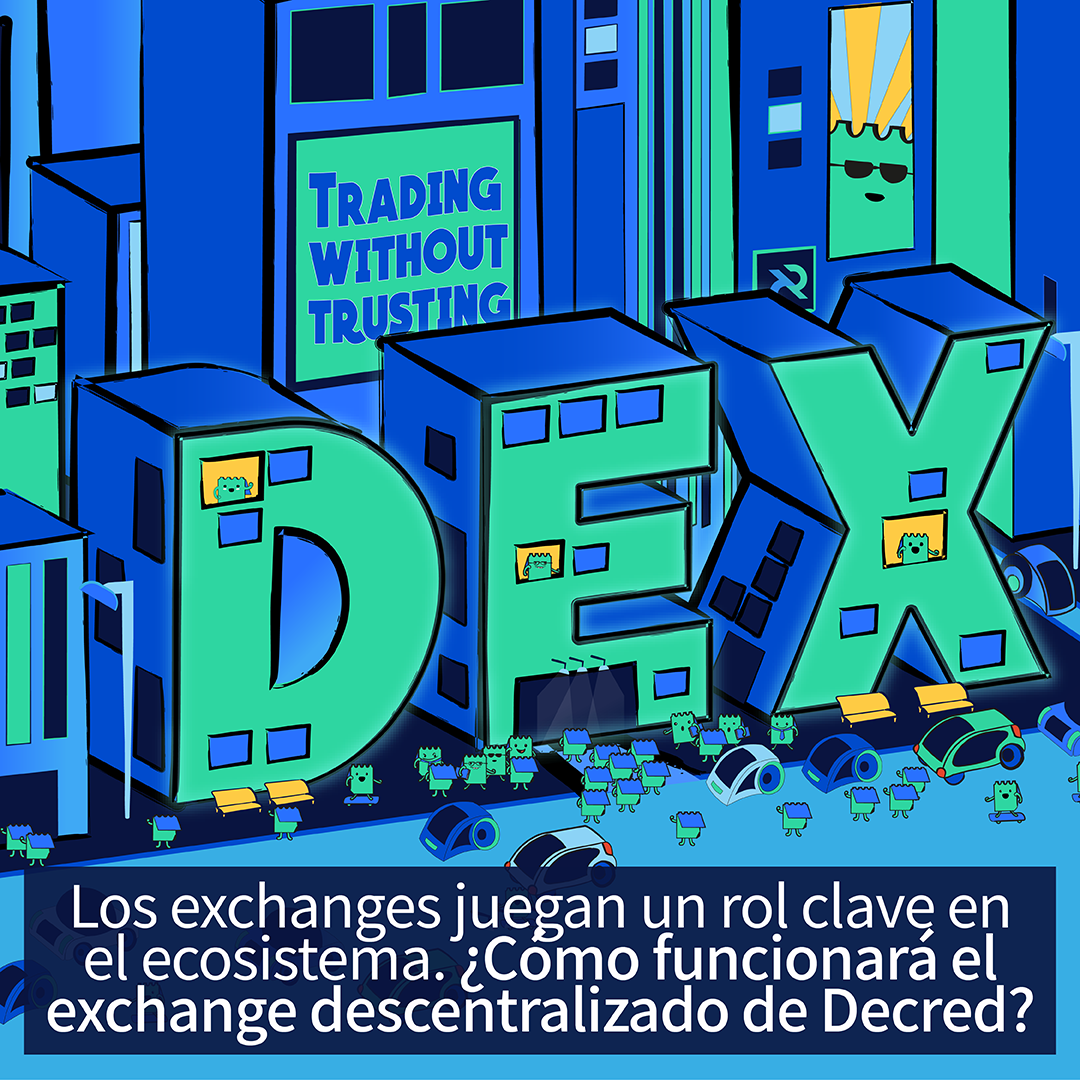 TRADING
WITHOUT
TRUSTING
DEX
Los exchanges juegan un rol clave en
el ecosistema. ¿Cómo funcionará el
exchange descentralizado de Decred?